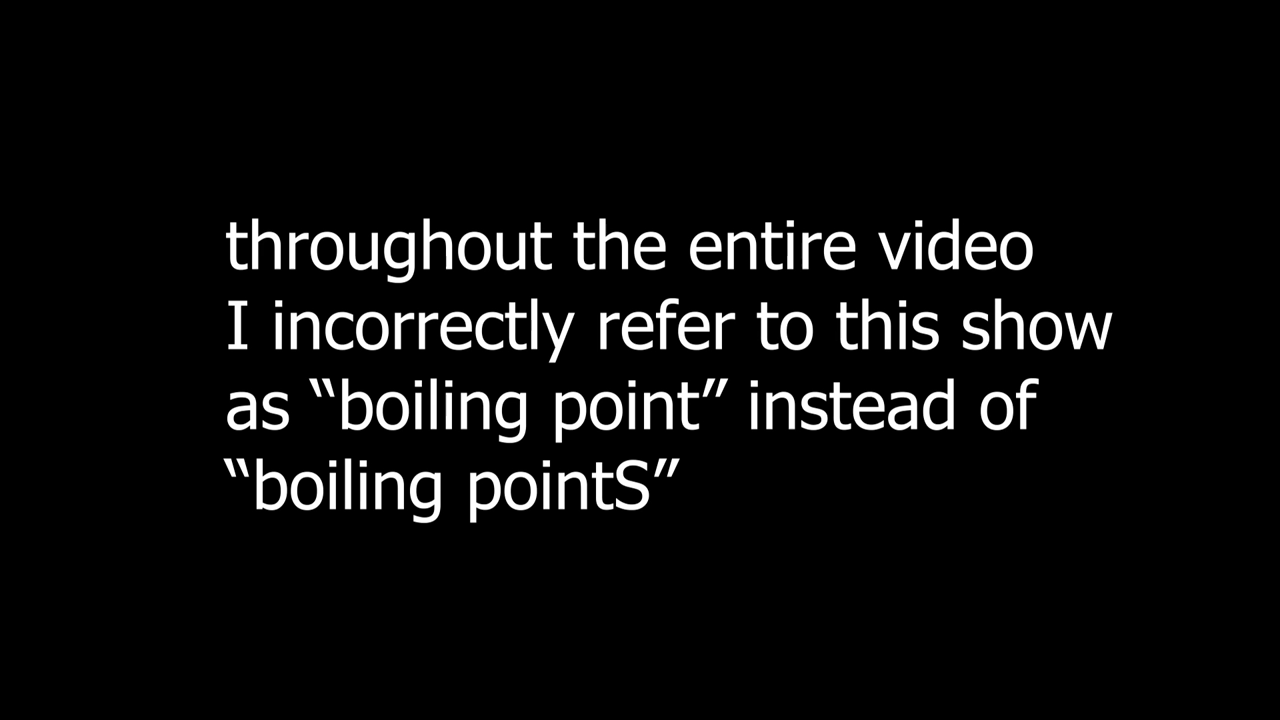 throughout the entire video
I incorrectly refer to this show
as “boiling point” instead of
“boiling pointS”